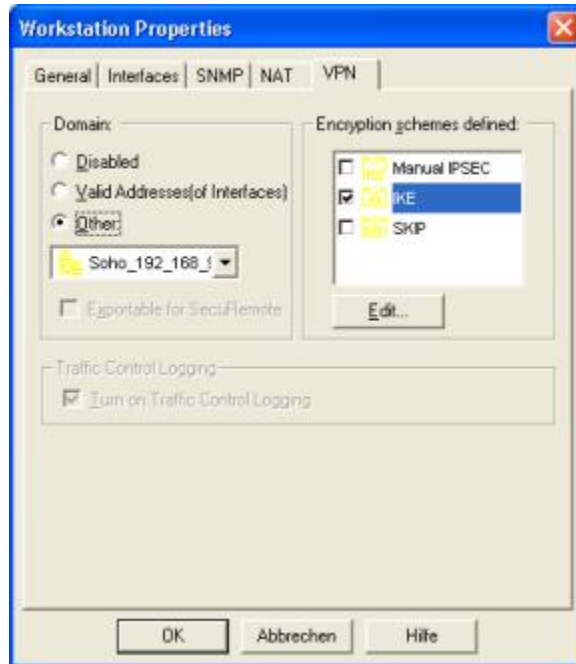 Workstation Properties
General Interfaces SNMP NAT VPN
Domain:
Disabled
Valid Addresses(of Interfaces)
Other:
Soho_192_168_
Exportable for SecuRemote
Encryption schemes defined:
Manual IPSEC
IKE
SKIP
Edit...
Traffic Control Logging
Turn on Traffic Control Logging
OK Abbrechen Hilfe